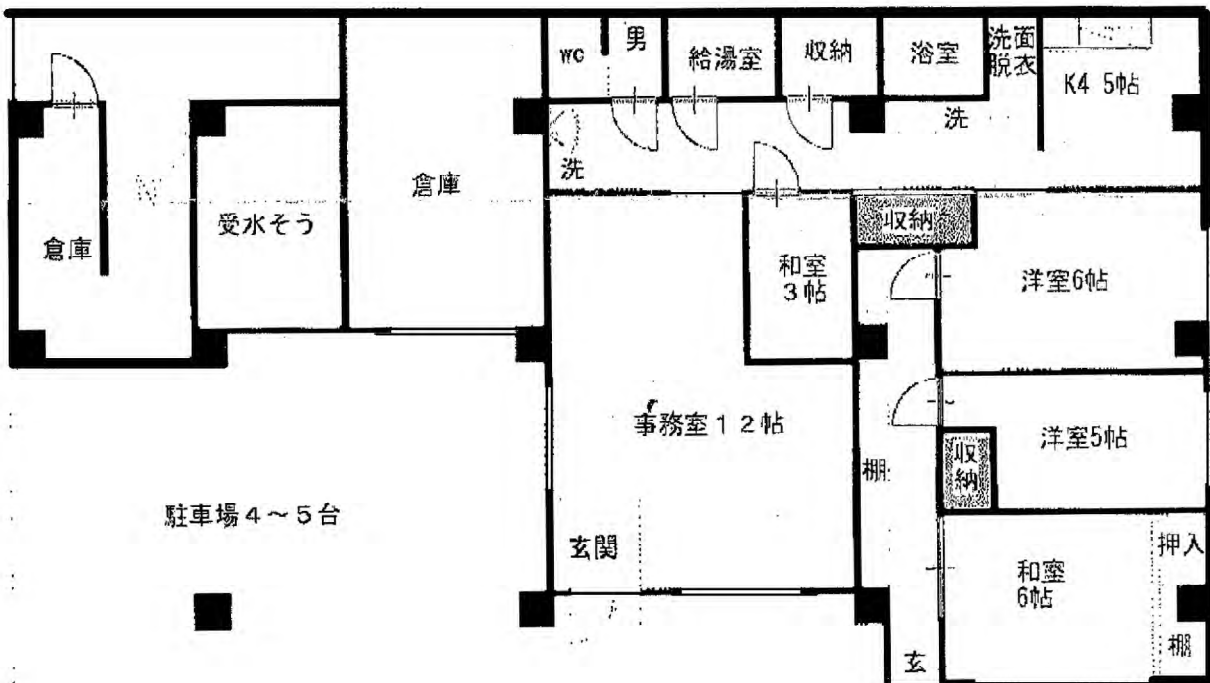 WC
男
給湯室
収納
浴室
洗面
脱衣
K4 5帖
洗
洗
倉庫
受水そう
倉庫
和室
3帖
収納
洋室6帖
事務室12帖
洋室5帖
収
納
棚
駐車場4～5台
玄関
和室
6帖
押入
棚
玄